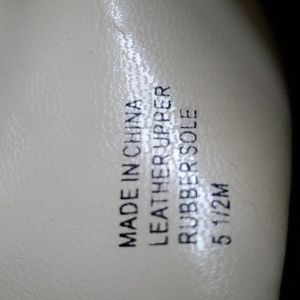 MADE IN CHINA
LEATHER UPPER
RUBBER SOLE
5 1/2M